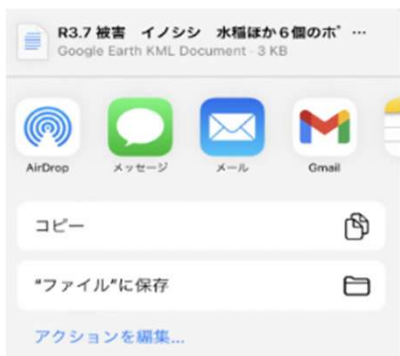 R3.7 被害　イノシシ　水稲ほか６個のポ …
Google Earth KML Document · 3 KB
AirDrop
メッセージ
メール
Gmail
コピー
“ファイル”に保存
アクションを編集...